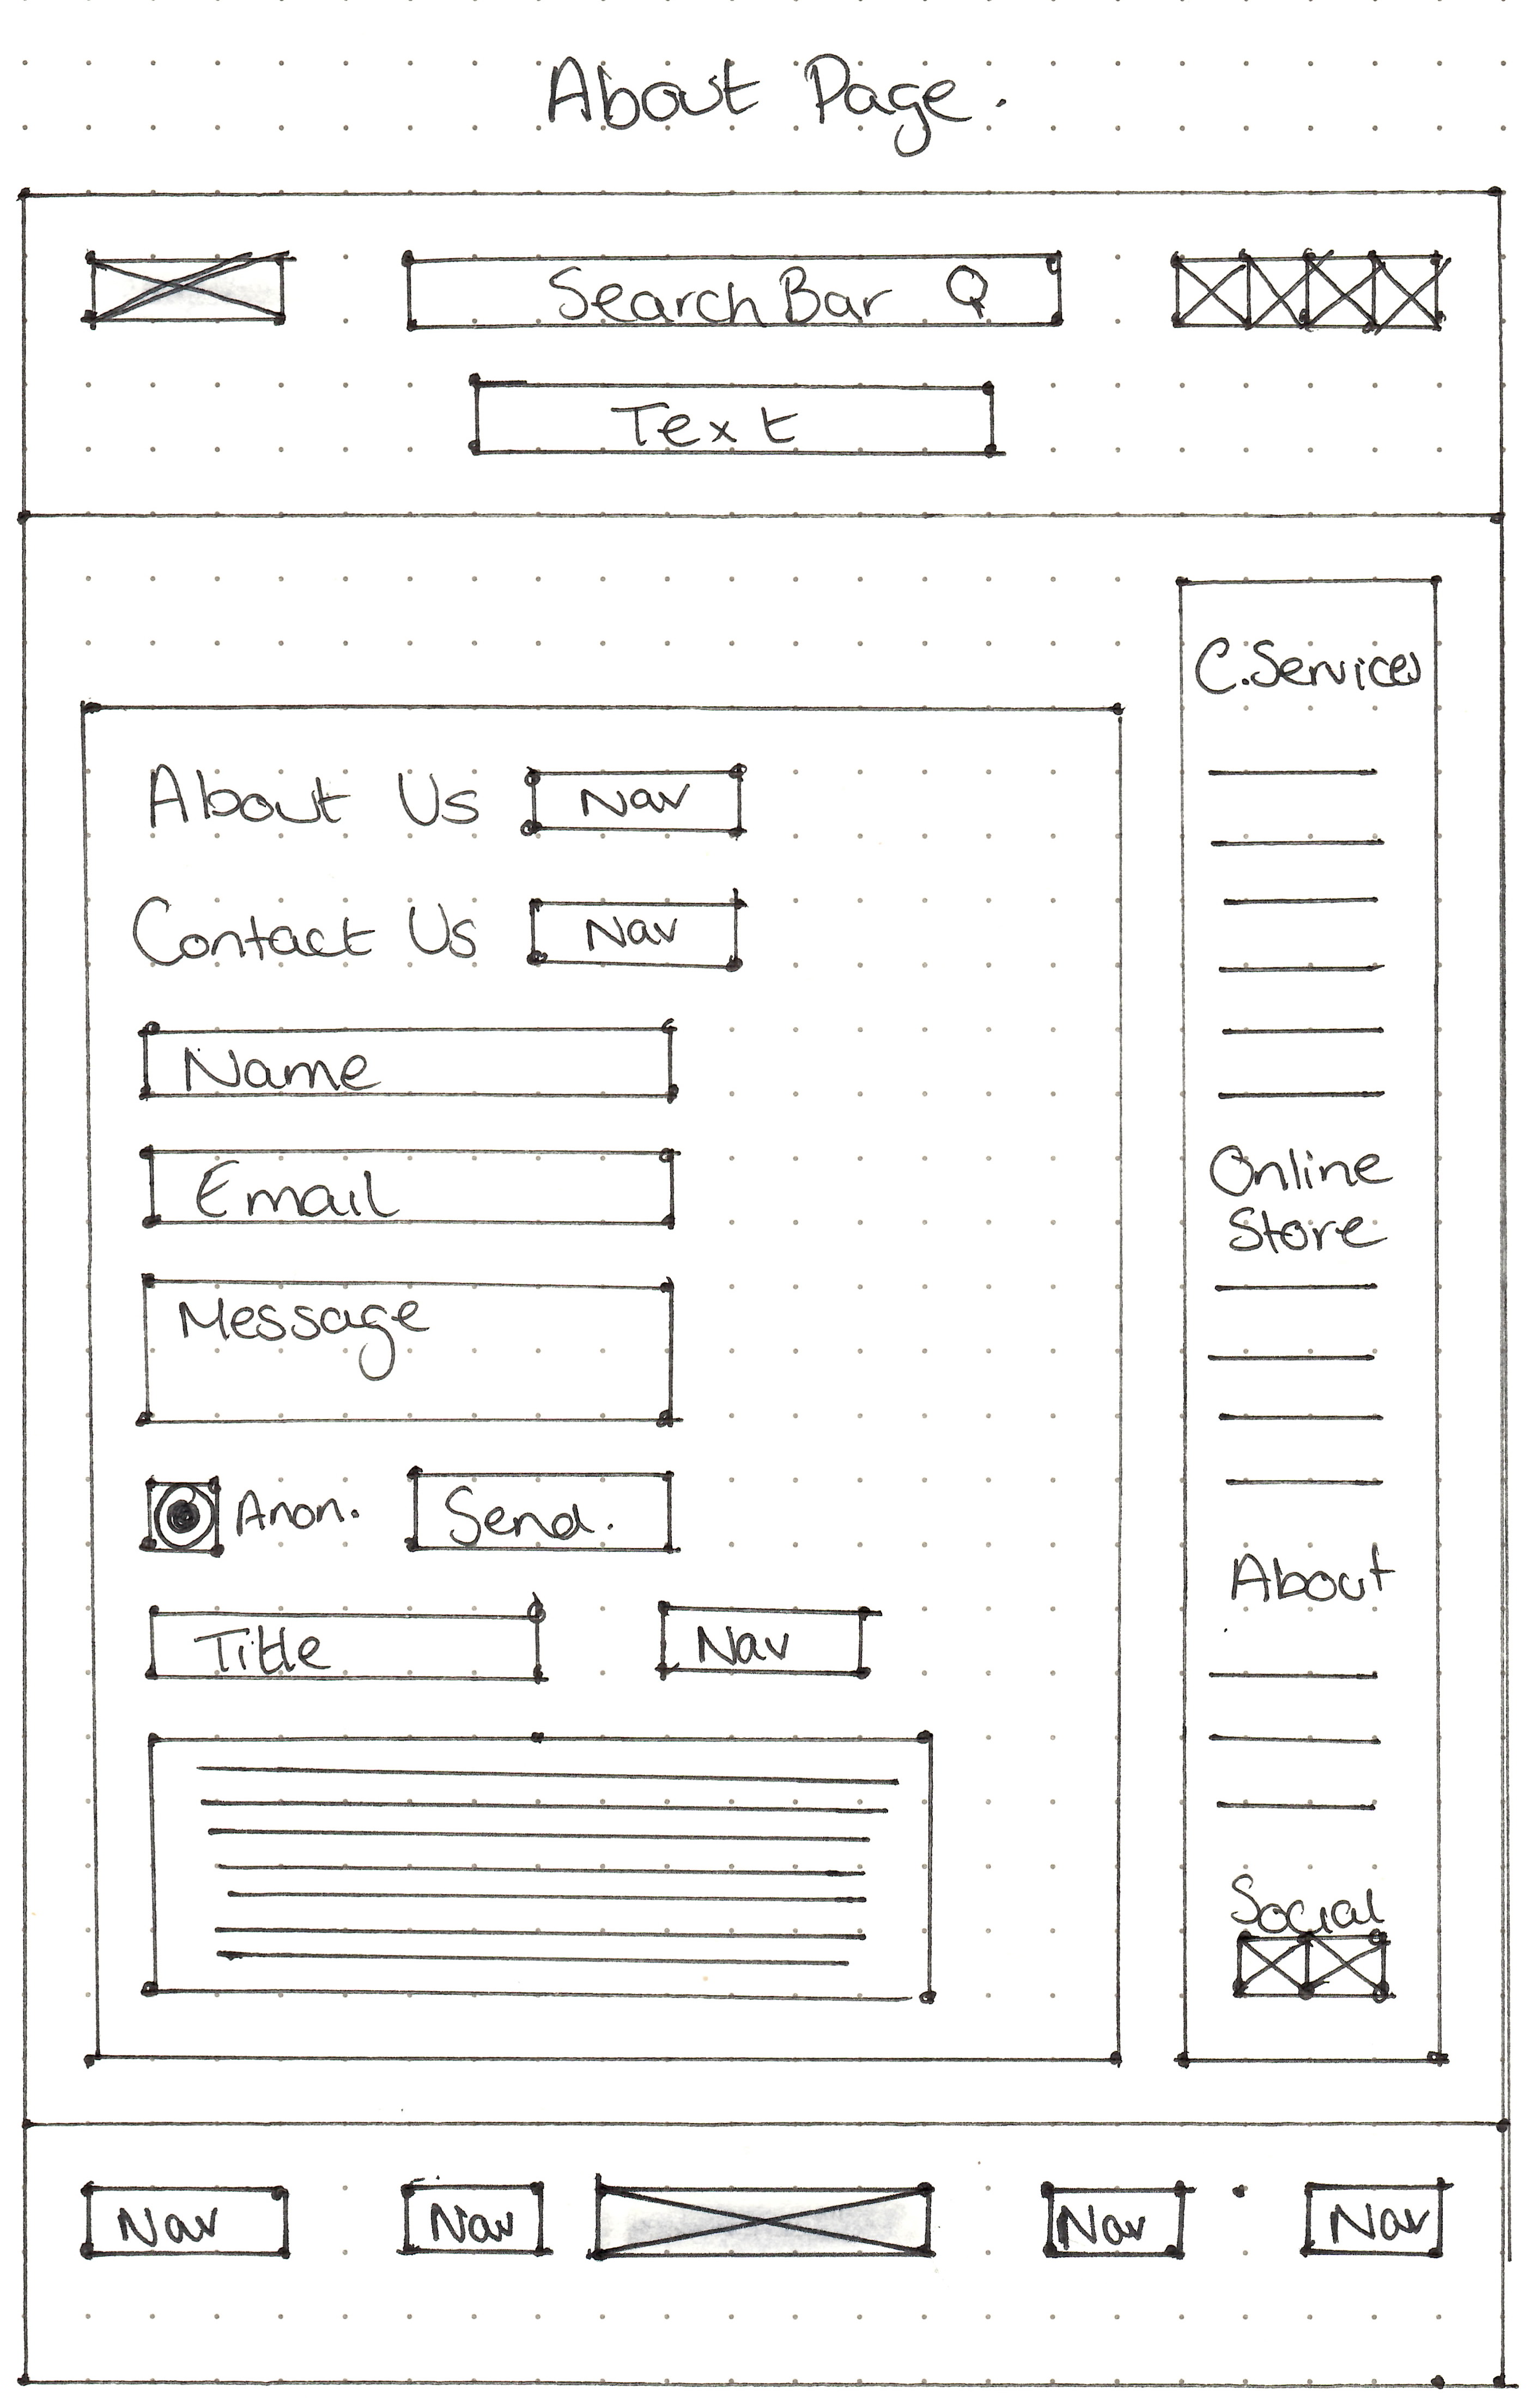 About Page.
Search Bar
Text
About Us Nav
Contact Us Nav
Name
Email
Message
Anon. Send.
Title Nav
C.Services
Online
Store
About
Social
Nav Nav Nav Nav